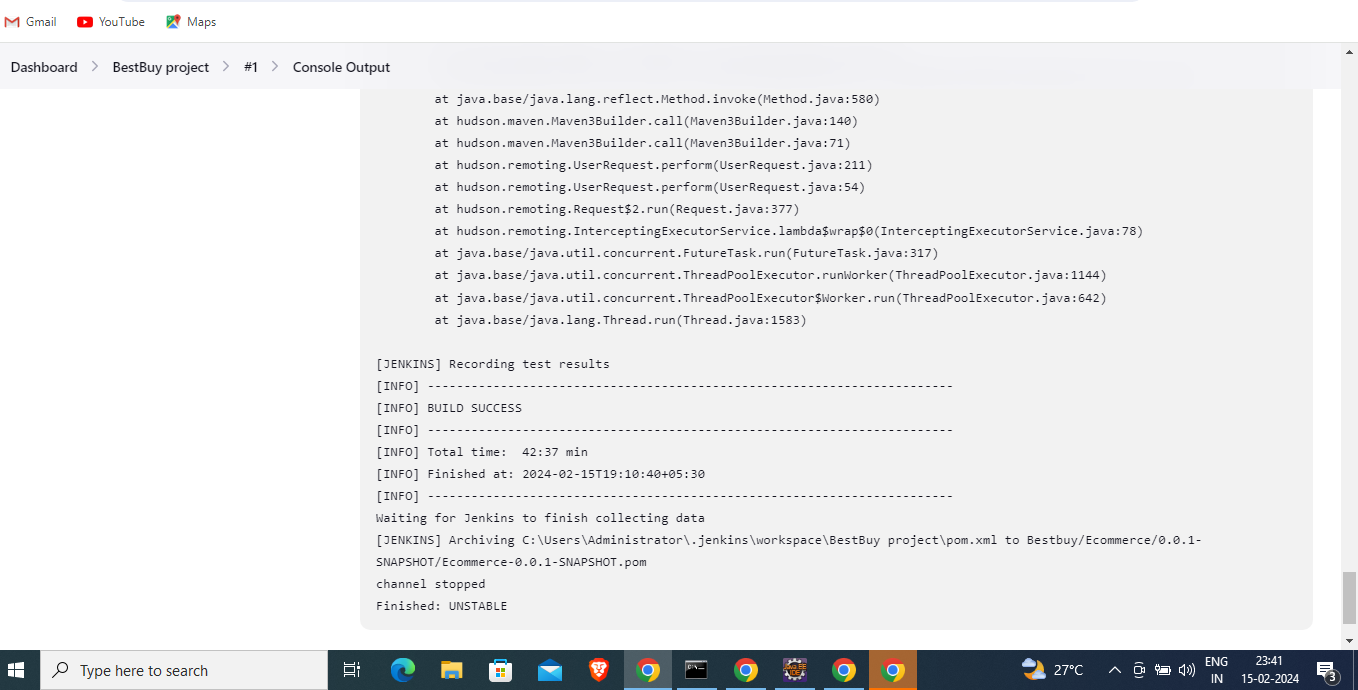 Gmail YouTube Maps
Dashboard BestBuy project #1 Console Output
at java.base/java.lang.reflect.Method.invoke(Method.java:580)
at hudson.maven.Maven3Builder.call(Maven3Builder.java:140)
at hudson.maven.Maven3Builder.call(Maven3Builder.java:71)
at hudson.remoting.UserRequest.perform(UserRequest.java:211)
at hudson.remoting.UserRequest.perform(UserRequest.java:54)
at hudson.remoting.Request$2.run(Request.java:377)
at hudson.remoting.InterceptingExecutorService.lambda$wrap$0(InterceptingExecutorService.java:78)
at java.base/java.util.concurrent.FutureTask.run(FutureTask.java:317)
at java.base/java.util.concurrent.ThreadPoolExecutor.runWorker(ThreadPoolExecutor.java:1144)
at java.base/java.util.concurrent.ThreadPoolExecutor$Worker.run(ThreadPoolExecutor.java:642)
at java.base/java.lang.Thread.run(Thread.java:1583)
[JENKINS] Recording test results
[INFO] ------------------------------------------------------------------------
[INFO] BUILD SUCCESS
[INFO] ------------------------------------------------------------------------
[INFO] Total time:  42:37 min
[INFO] Finished at: 2024-02-15T19:10:40+05:30
[INFO] ------------------------------------------------------------------------
Waiting for Jenkins to finish collecting data
[JENKINS] Archiving C:\Users\Administrator\.jenkins\workspace\BestBuy project\pom.xml to Bestbuy/Ecommerce/0.0.1-
SNAPSHOT/Ecommerce-0.0.1-SNAPSHOT.pom
channel stopped
Finished: UNSTABLE
Type here to search 27°C ENG IN 23:41 15-02-2024 3